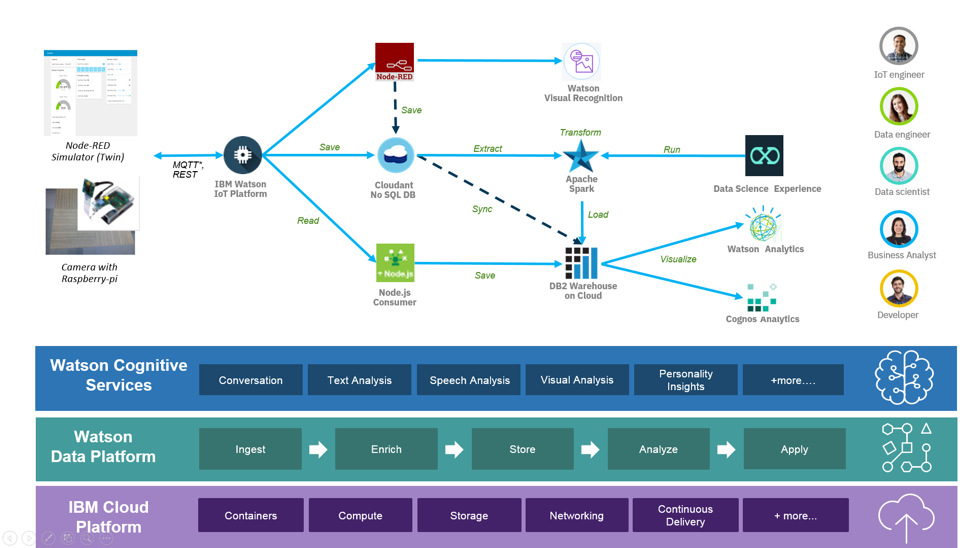 Node-RED
Simulator (Twin)
MQTT*,
REST
Camera with
Raspberry-pi
IBM Watson
IoT Platform
Node-RED
Save
Save
Read
Cloudant
No SQL DB
Extract
Sync
+ Node.js
Node.js
Consumer
Save
Watson
Visual Recognition
Transform
Apache
Spark
Load
Run
Data Science Experience
DB2 Warehouse
on Cloud
Visualize
Watson Analytics
Cognos Analytics
IoT engineer
Data engineer
Data scientist
Business Analyst
Developer
Watson Cognitive
Services
Conversation
Text Analysis
Speech Analysis
Visual Analysis
Personality
Insights
+more....
Watson
Data Platform
Ingest
Enrich
Store
Analyze
Apply
IBM Cloud
Platform
Containers
Compute
Storage
Networking
Continuous
Delivery
+ more...